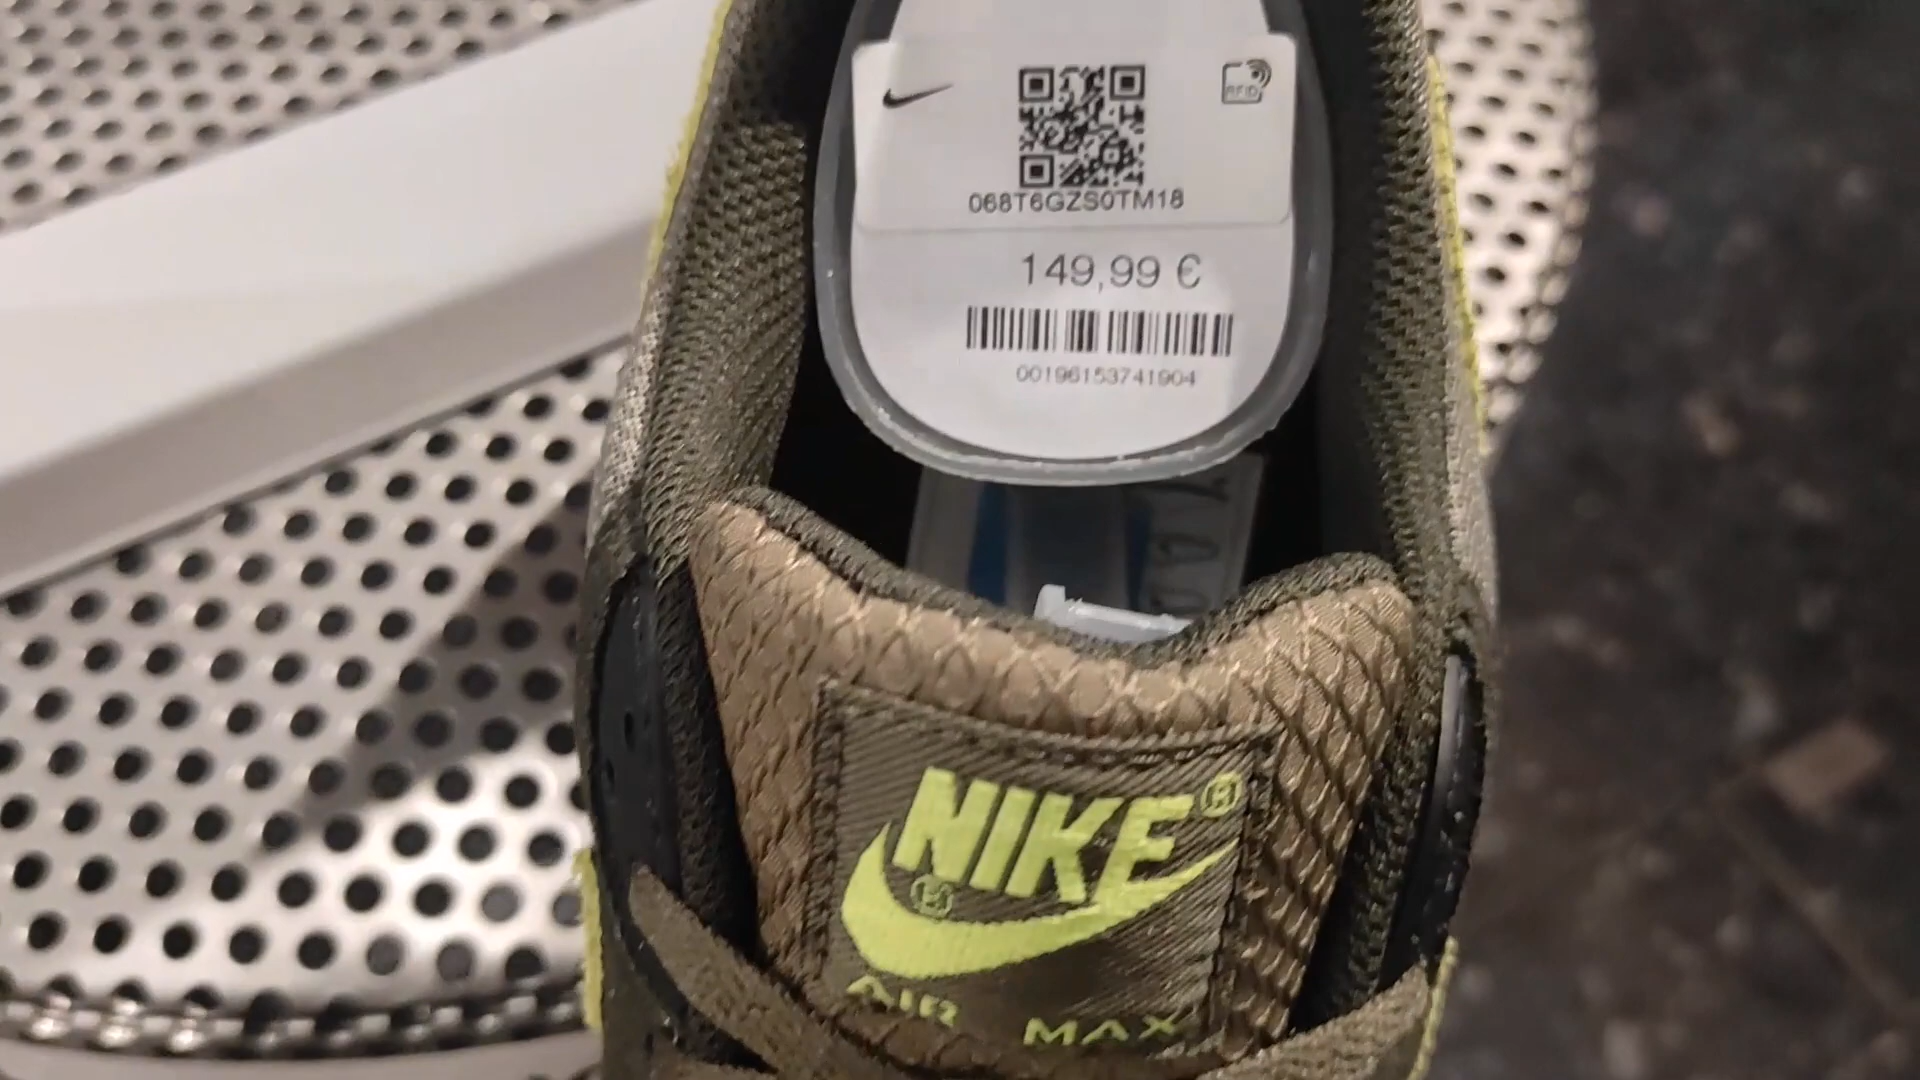 RFID
068T6GZS0TM18
149,99 €
00196153741904
NIKE®
®
AIR MAX